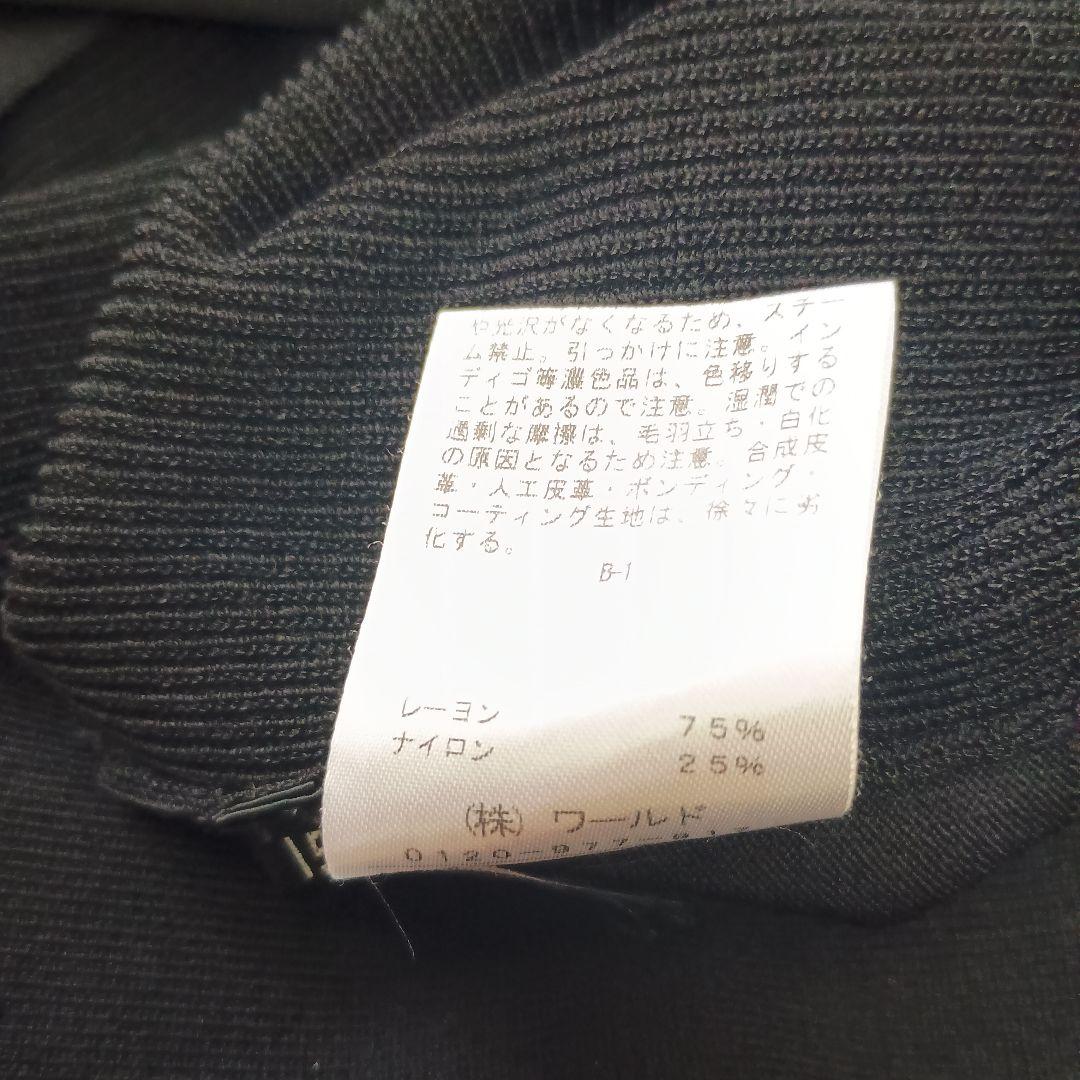 や光沢がなくなるため、スチー
ム禁止。引っかけに注意。イン
ディゴ等濃色品は、色移りする
ことがあるので注意。湿潤での
過剰な摩擦は、毛羽立ち・白化
の原因となるため注意。合成皮
革・人工皮革・ボンディング・
コーティング生地は、徐々に劣
化する。
B-1
レーヨン 75%
ナイロン 25%
(株) ワールド
0120-977-